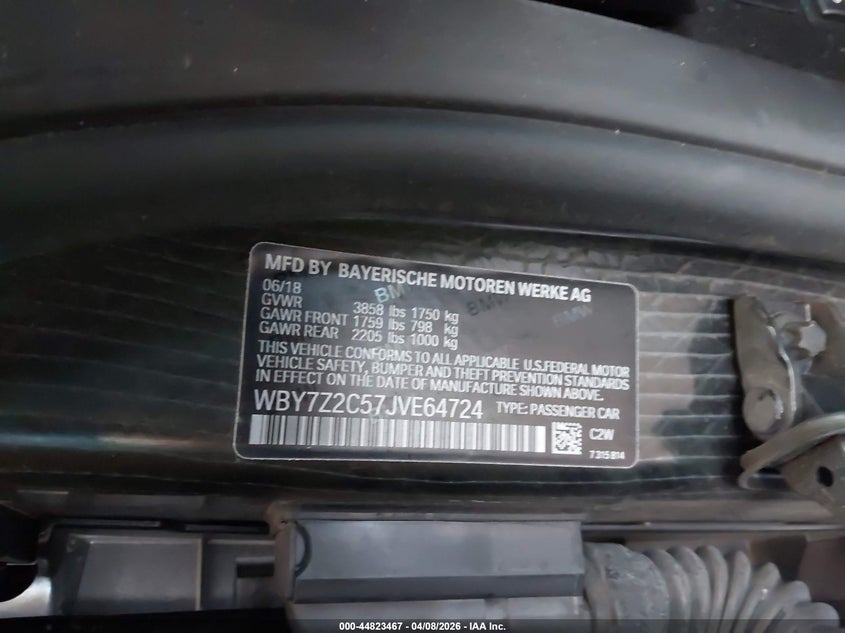 MFD BY BAYERISCHE MOTOREN WERKE AG
06/18
GVWR 3858 lbs 1750 kg
GAWR FRONT 1759 lbs 798 kg
GAWR REAR 2205 lbs 1000 kg
THIS VEHICLE CONFORMS TO ALL APPLICABLE U.S.FEDERAL MOTOR
VEHICLE SAFETY, BUMPER AND THEFT PREVENTION STANDARDS
IN EFFECT ON THE DATE OF MANUFACTURE SHOWN ABOVE.
WBY7Z2C57JVE64724 TYPE: PASSENGER CAR
C2W
7 315 814
000-44823467 - 04/08/2026 - IAA Inc.